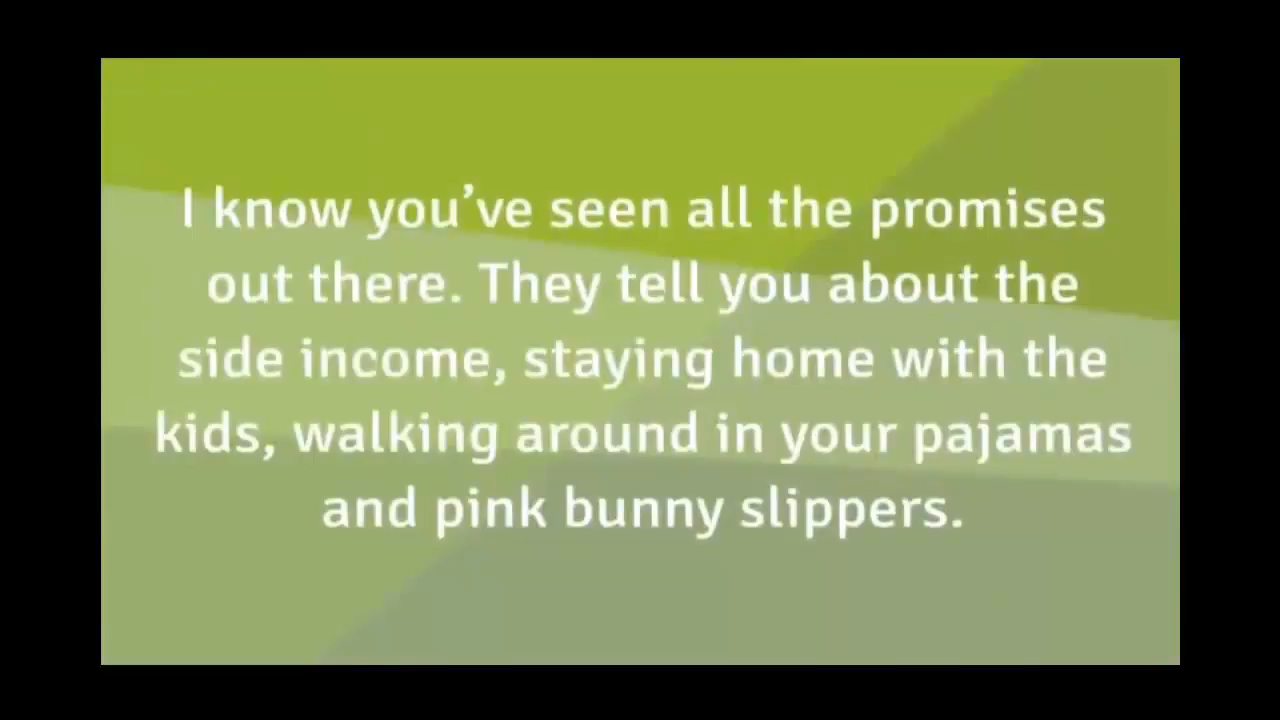 I know you’ve seen all the promises
out there. They tell you about the
side income, staying home with the
kids, walking around in your pajamas
and pink bunny slippers.